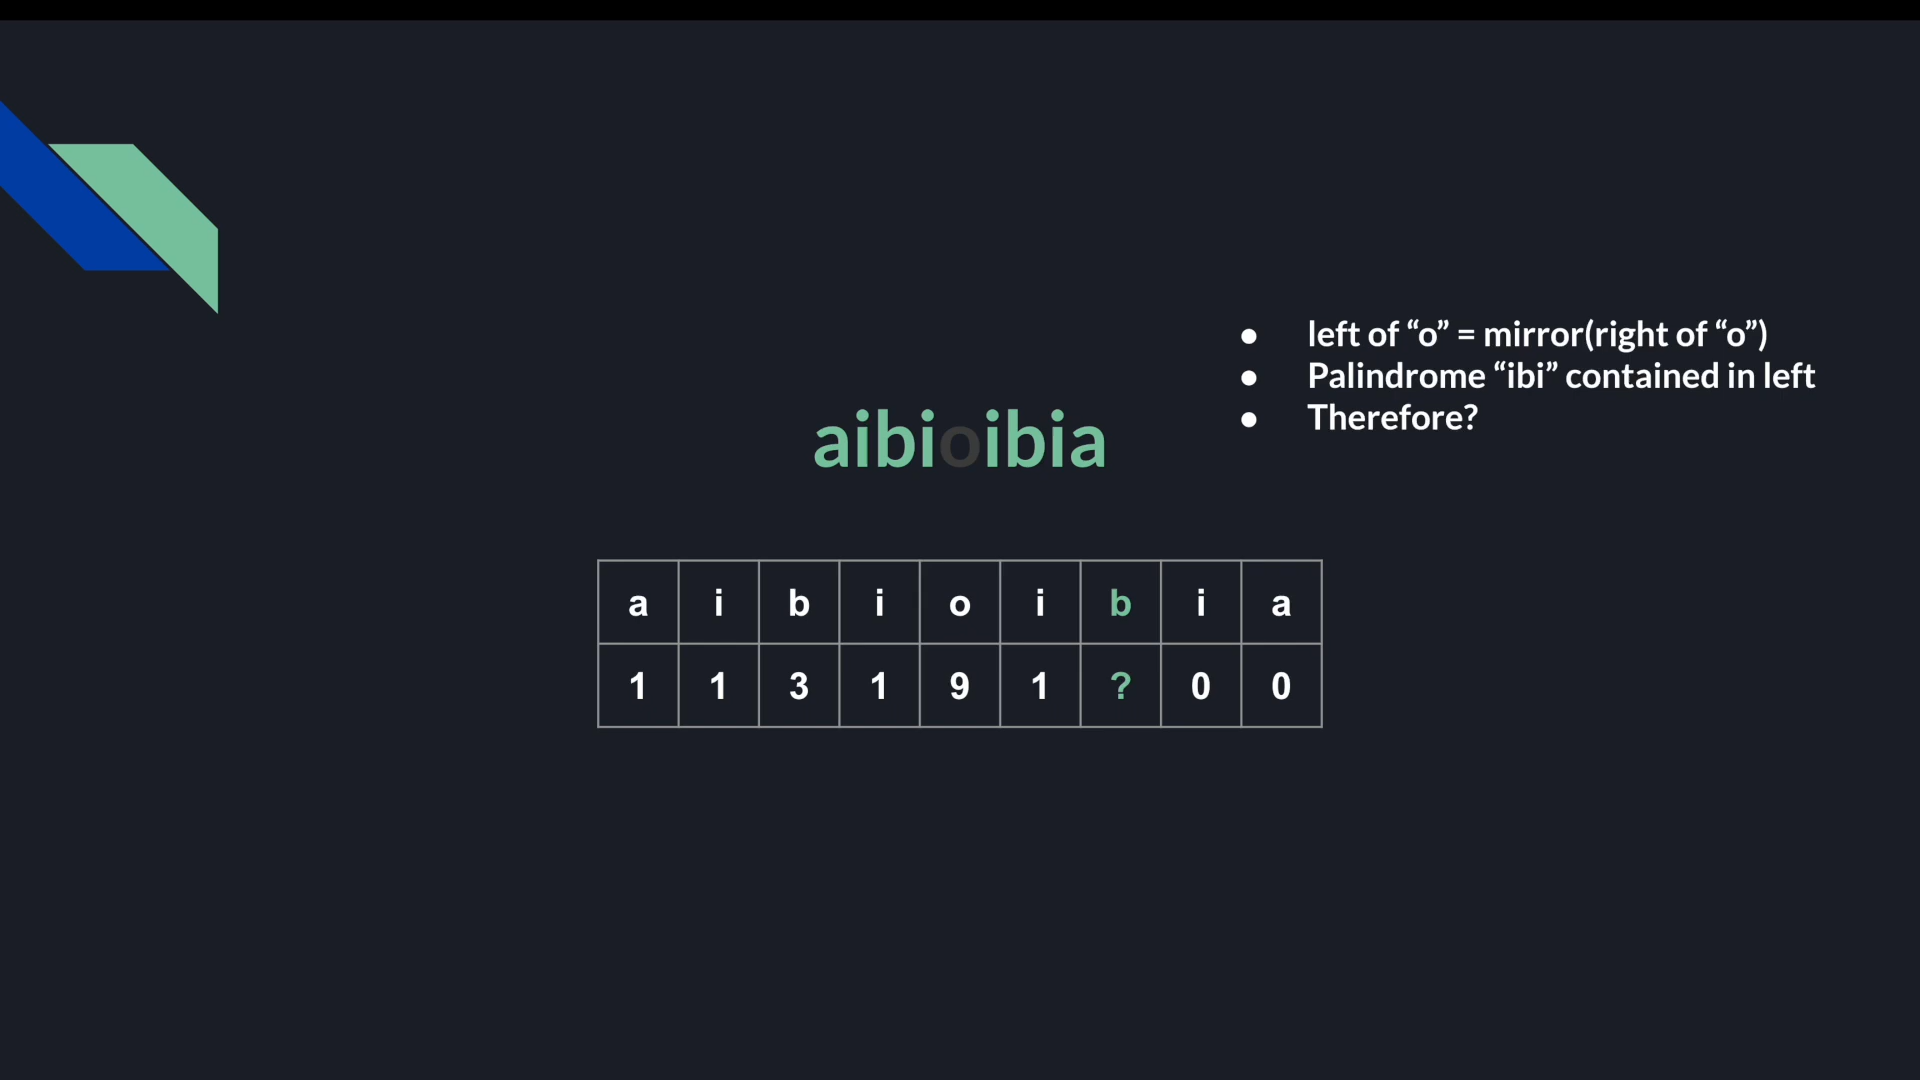 ● left of “o” = mirror(right of “o”)
● Palindrome “ibi” contained in left
● Therefore?
aibioibia
a i b i o i b i a
1 1 3 1 9 1 ? 0 0